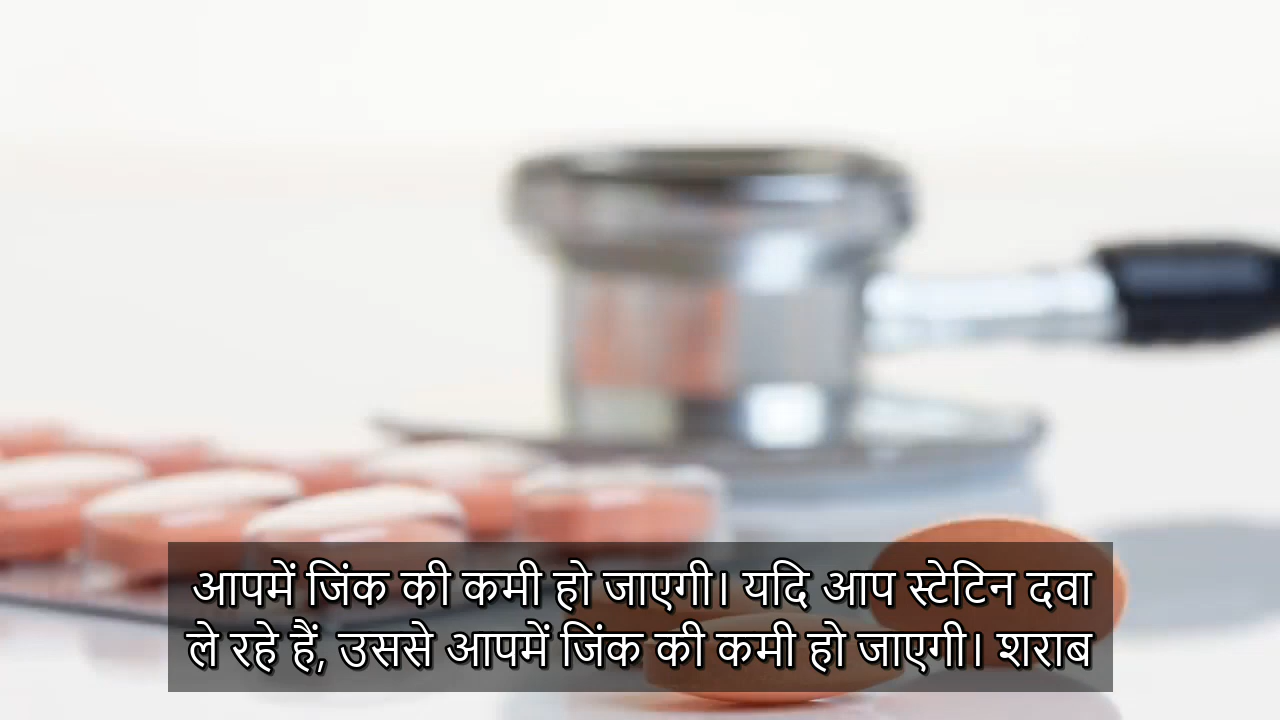 आपमें जिंक की कमी हो जाएगी। यदि आप स्टेटिन दवा
ले रहे हैं, उससे आपमें जिंक की कमी हो जाएगी। शराब